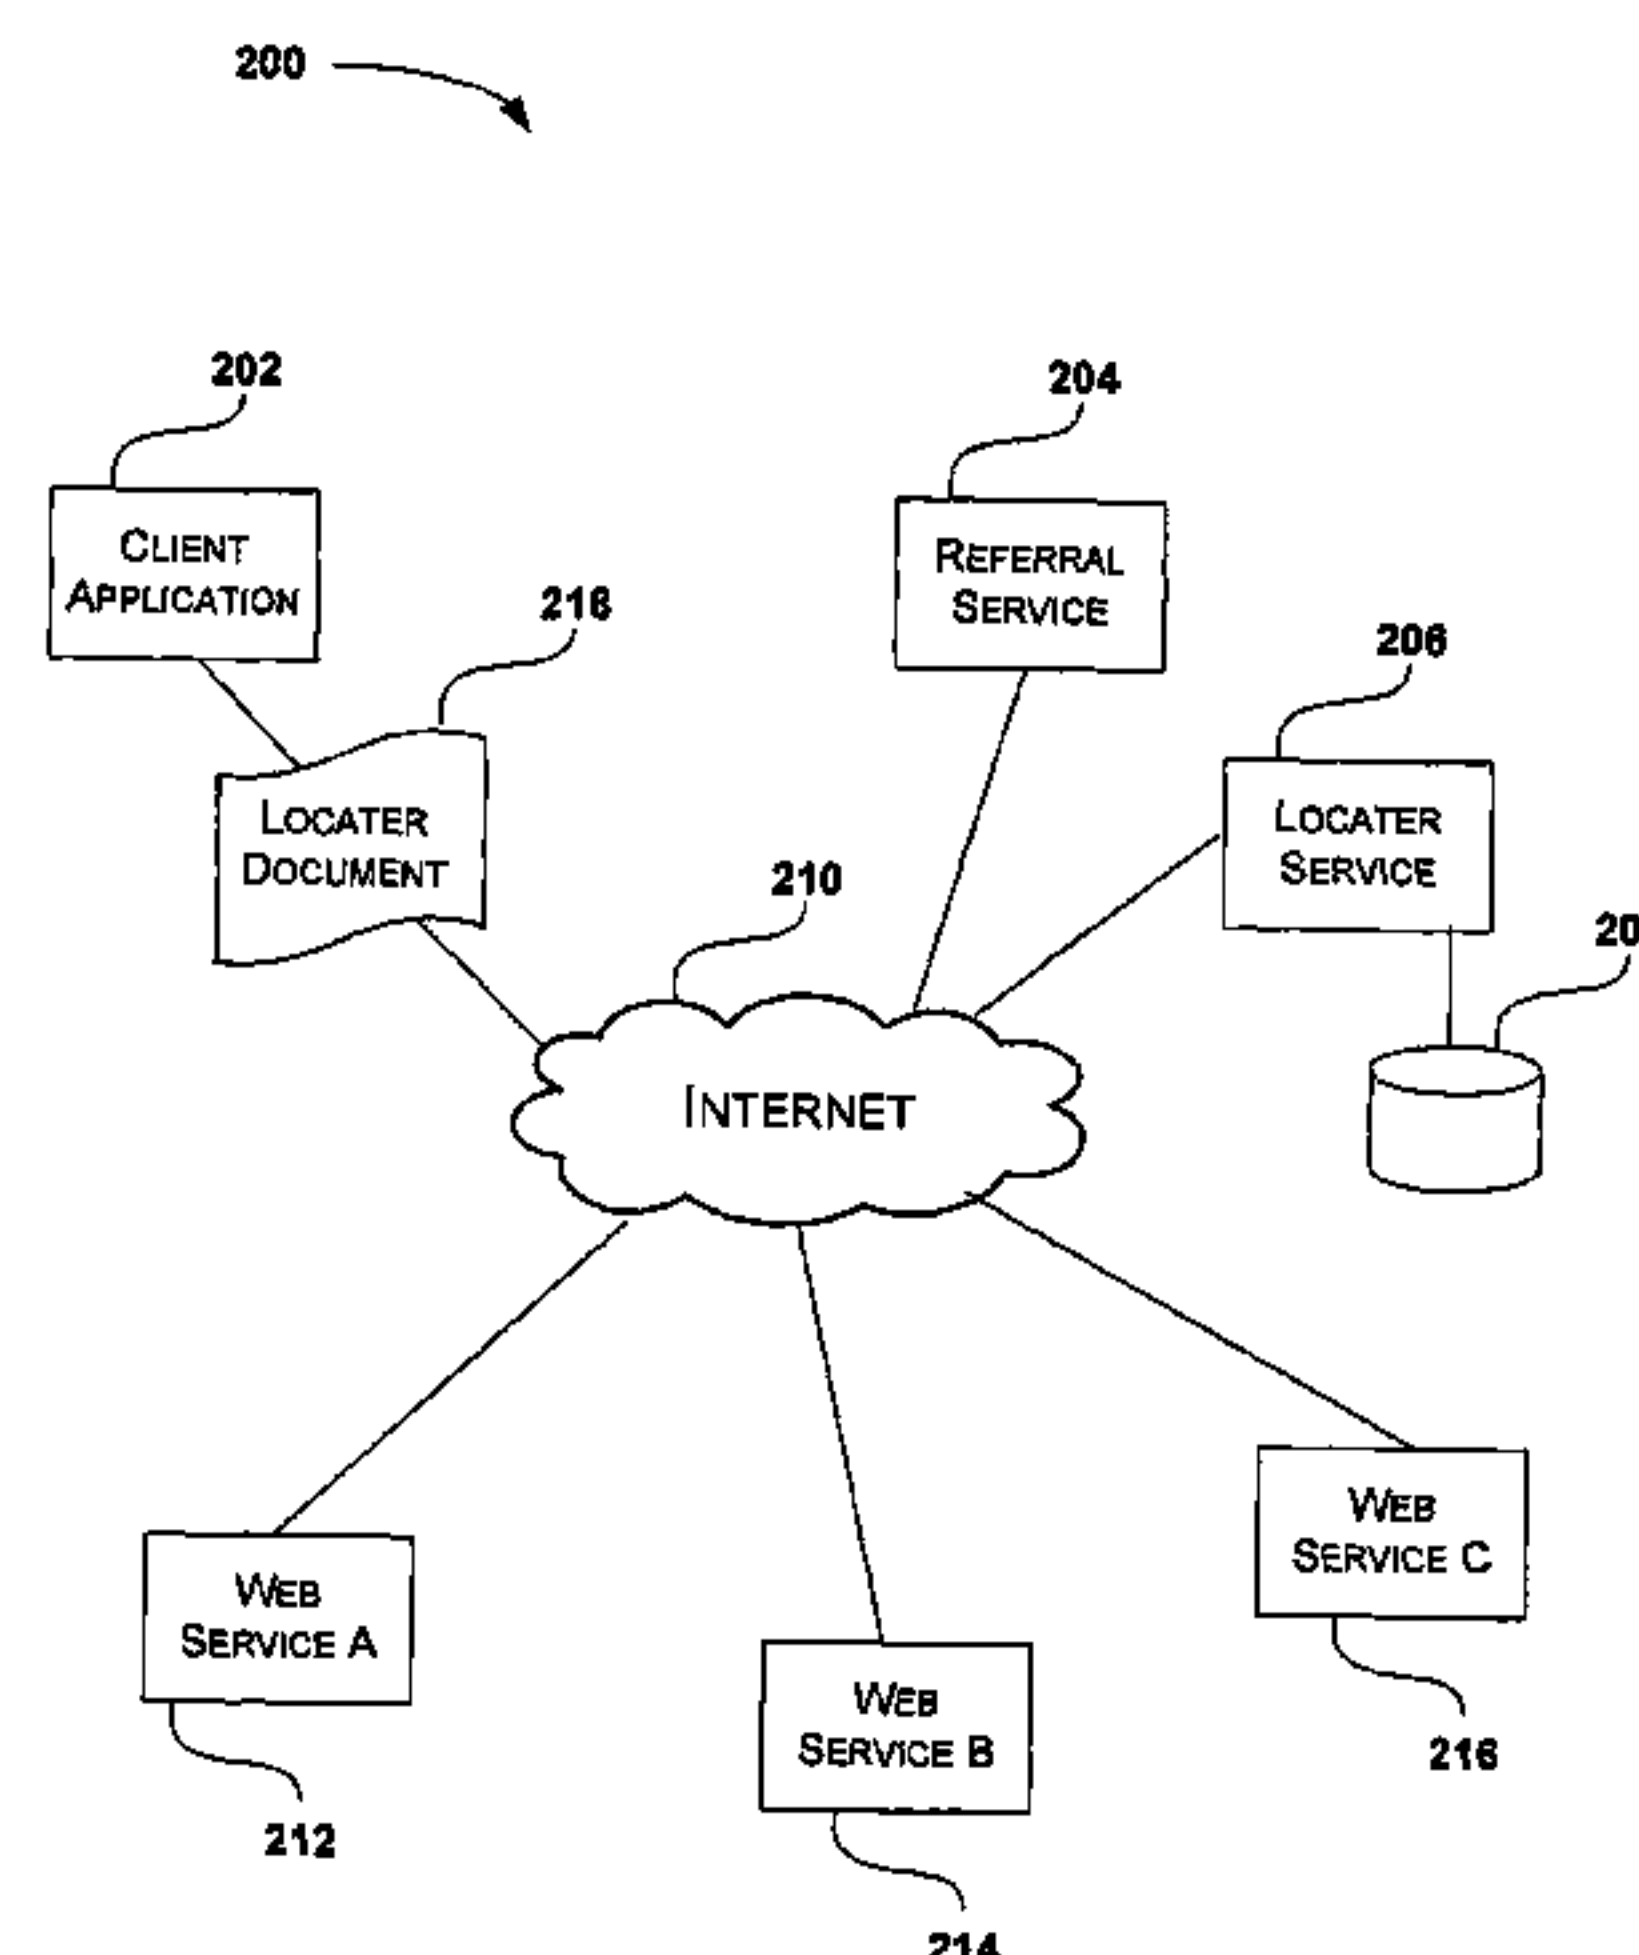 200
202
204
CLIENT
APPLICATION
REFERRAL
SERVICE
218
206
LOCATER
DOCUMENT
LOCATER
SERVICE
210
20
INTERNET
WEB
SERVICE A
WEB
SERVICE B
WEB
SERVICE C
216
212
214